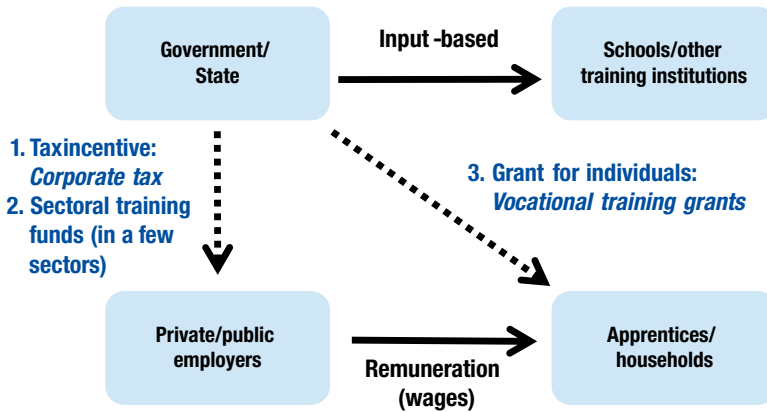 Government/
State
Input -based
Schools/other
training institutions
1. Taxincentive:
Corporate tax
2. Sectoral training
funds (in a few
sectors)
3. Grant for individuals:
Vocational training grants
Private/public
employers
Remuneration
(wages)
Apprentices/
households